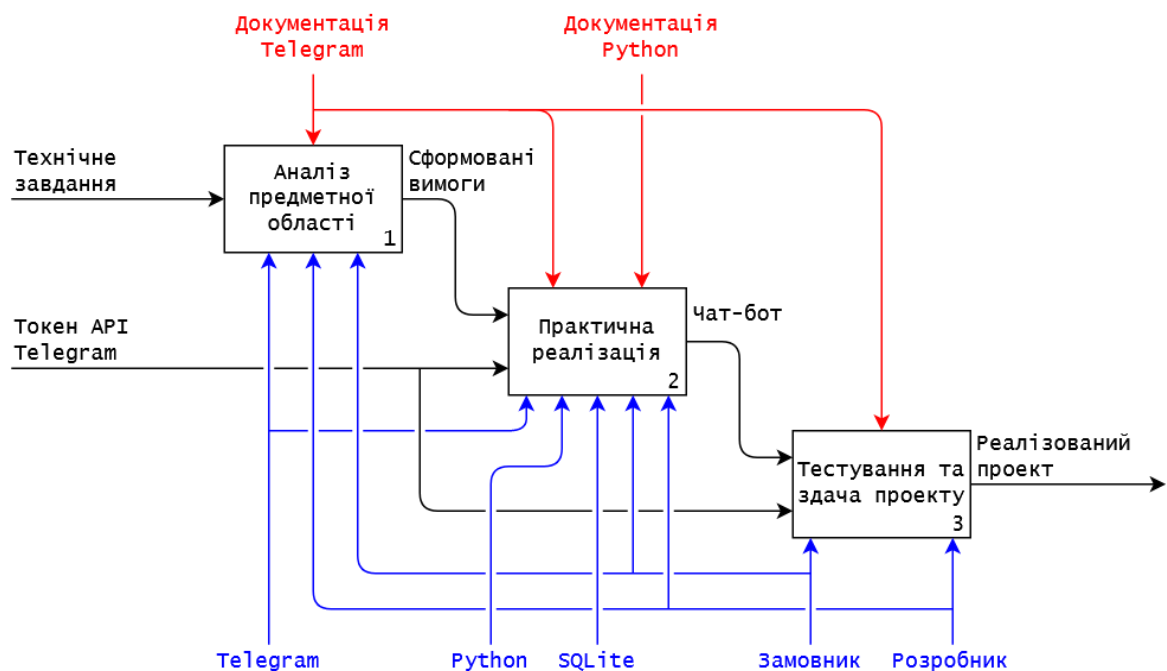 Документація
Telegram
Документація
Python
Технічне
завдання
Аналіз
предметної
області
1
Сформовані
вимоги
Токен API
Telegram
Практична
реалізація
2
Чат-бот
Тестування та
здача проекту
3
Реалізований
проект
Telegram
Python
SQLite
Замовник
Розробник